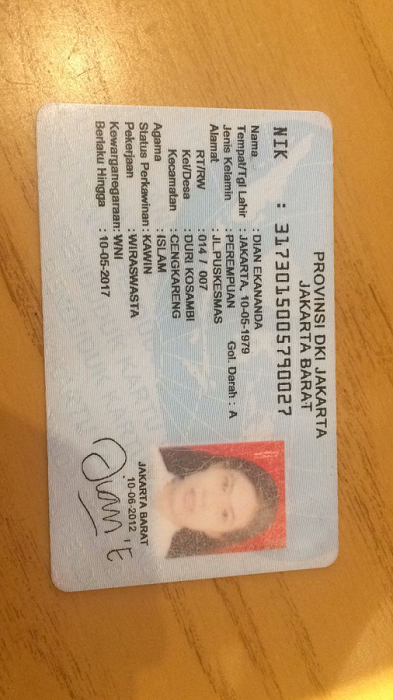 PROVINSI DKI JAKARTA
JAKARTA BARAT
NIK : 3173015005790027
Nama : DIAN EKANANDA
Tempat/Tgl Lahir : JAKARTA, 10-05-1979
Jenis Kelamin : PEREMPUAN Gol. Darah : A
Alamat : JL.PUSKESMAS
RT/RW : 014 / 007
Kel/Desa : DURI KOSAMBI
Kecamatan : CENGKARENG
Agama : ISLAM
Status Perkawinan : KAWIN
Pekerjaan : WIRASWASTA
Kewarganegaraan: WNI
Berlaku Hingga : 10-05-2017
JAKARTA BARAT
10-06-2012
Dian 'E